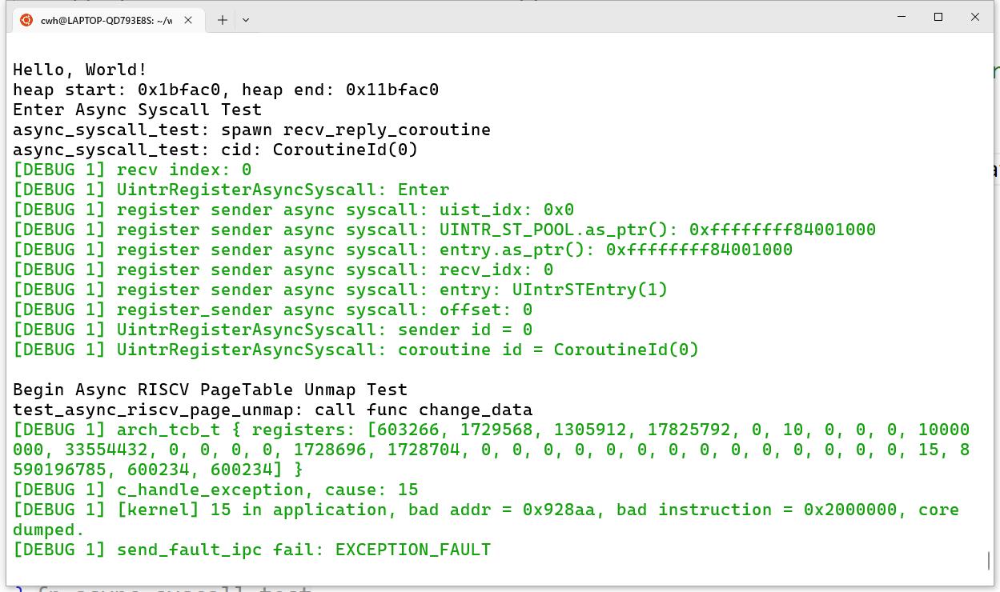 cwh@LAPTOP-QD793E8S: ~/w
Hello, World!
heap start: 0x1bfac0, heap end: 0x11bfac0
Enter Async Syscall Test
async_syscall_test: spawn recv_reply_coroutine
async_syscall_test: cid: CoroutineId(0)
[DEBUG 1] recv index: 0
[DEBUG 1] UintrRegisterAsyncSyscall: Enter
[DEBUG 1] register sender async syscall: uist_idx: 0x0
[DEBUG 1] register sender async syscall: UINTR_ST_POOL.as_ptr(): 0xffffffff84001000
[DEBUG 1] register sender async syscall: entry.as_ptr(): 0xffffffff84001000
[DEBUG 1] register sender async syscall: recv_idx: 0
[DEBUG 1] register sender async syscall: entry: UIntrSTEntry(1)
[DEBUG 1] register_sender async syscall: offset: 0
[DEBUG 1] UintrRegisterAsyncSyscall: sender id = 0
[DEBUG 1] UintrRegisterAsyncSyscall: coroutine id = CoroutineId(0)
Begin Async RISCV PageTable Unmap Test
test_async_riscv_page_unmap: call func change_data
[DEBUG 1] arch_tcb_t { registers: [603266, 1729568, 1305912, 17825792, 0, 10, 0, 0, 0, 10000
000, 33554432, 0, 0, 0, 0, 1728696, 1728704, 0, 0, 0, 0, 0, 0, 0, 0, 0, 0, 0, 0, 0, 0, 15, 8
590196785, 600234, 600234] }
[DEBUG 1] c_handle_exception, cause: 15
[DEBUG 1] [kernel] 15 in application, bad addr = 0x928aa, bad instruction = 0x2000000, core
dumped.
[DEBUG 1] send_fault_ipc fail: EXCEPTION_FAULT